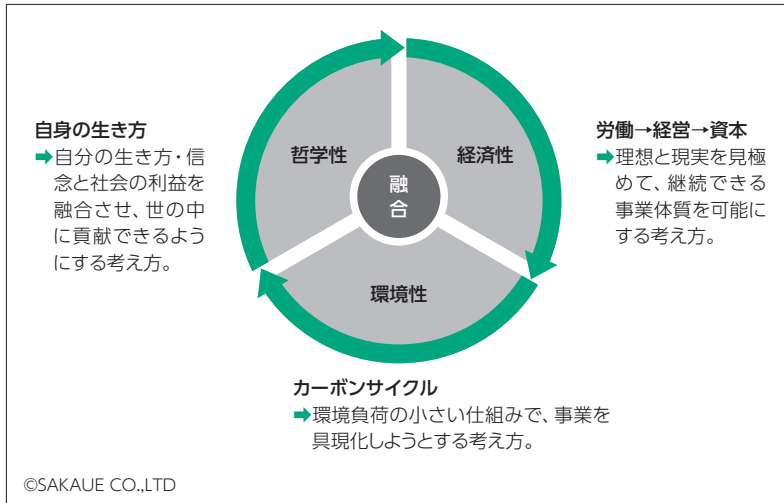 自身の生き方
➡自分の生き方・信
念と社会の利益を
融合させ、世の中
に貢献できるよう
にする考え方。
哲学性
経済性
融
合
環境性
労働→経営→資本
➡理想と現実を見極
めて、継続できる
事業体質を可能に
する考え方。
カーボンサイクル
➡環境負荷の小さい仕組みで、事業を
具現化しようとする考え方。
©SAKAUE CO.,LTD